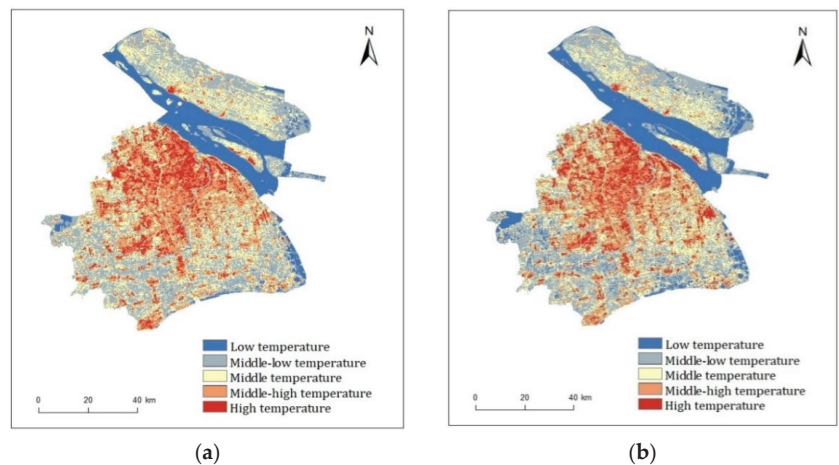 N
Low temperature
Middle-low temperature
Middle temperature
Middle-high temperature
High temperature
0 20 40 km
(a)
N
Low temperature
Middle-low temperature
Middle temperature
Middle-high temperature
High temperature
0 20 40 km
(b)